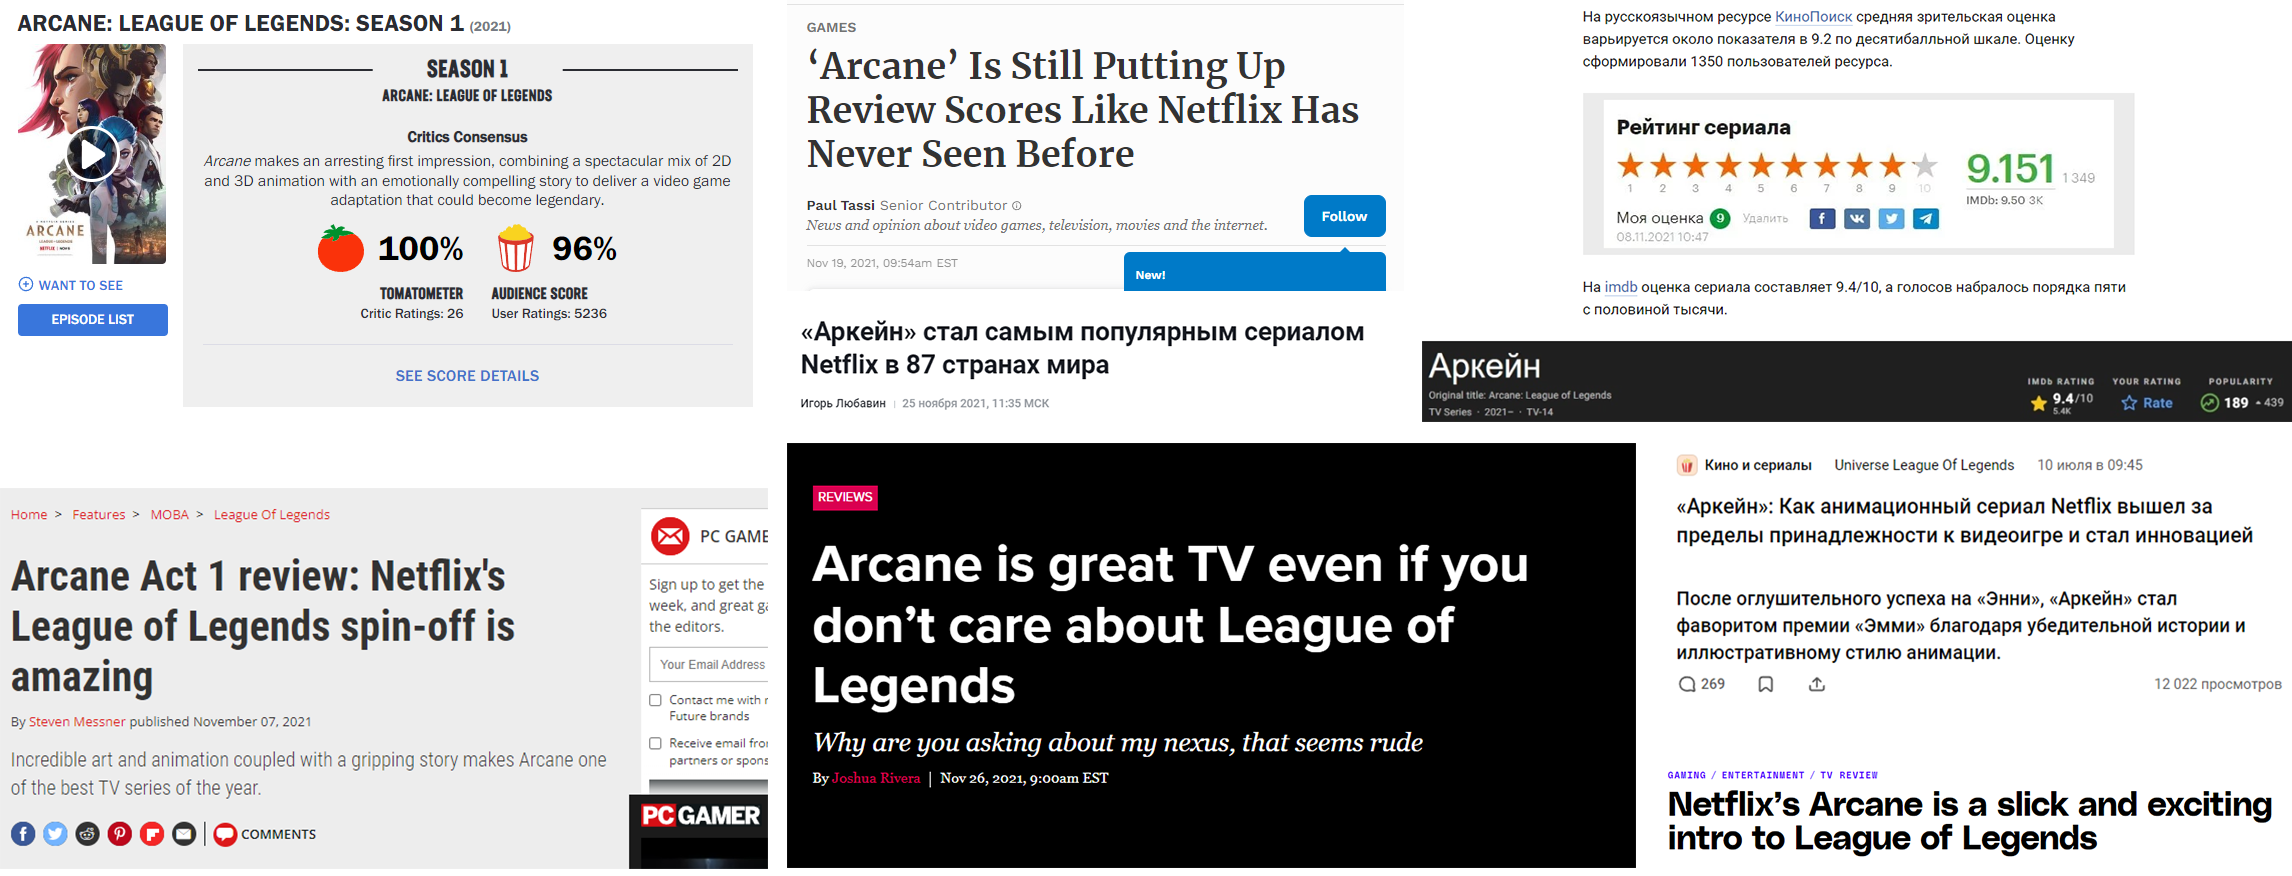 ARCANE: LEAGUE OF LEGENDS: SEASON 1 (2021)
ARCANE
WANT TO SEE
EPISODE LIST
SEASON 1
ARCANE: LEAGUE OF LEGENDS
Critics Consensus
Arcane makes an arresting first impression, combining a spectacular mix of 2D
and 3D animation with an emotionally compelling story to deliver a video game
adaptation that could become legendary.
100% 96%
TOMATOMETER AUDIENCE SCORE
Critic Ratings: 26 User Ratings: 5236
SEE SCORE DETAILS
GAMES
‘Arcane’ Is Still Putting Up
Review Scores Like Netflix Has
Never Seen Before
Paul Tassi Senior Contributor
News and opinion about video games, television, movies and the internet.
Follow
Nov 19, 2021, 09:54am EST
New!
«Аркейн» стал самым популярным сериалом
Netflix в 87 странах мира
Игорь Любавин | 25 ноября 2021, 11:35 МСК
На русскоязычном ресурсе КиноПоиск средняя зрительская оценка
варьируется около показателя в 9.2 по десятибалльной шкале. Оценку
сформировали 1350 пользователей ресурса.
Рейтинг сериала
1 2 3 4 5 6 7 8 9 10
9.151 1 349
IMDb: 9.50 3K
Моя оценка 9 Удалить
08.11.2021 10:47
На imdb оценка сериала составляет 9.4/10, а голосов набралось порядка пяти
с половиной тысячи.
Аркейн
Original title: Arcane: League of Legends
TV Series · 2021– · TV-14
IMDb RATING YOUR RATING POPULARITY
9.4/10 Rate 189 439
5.4K
Home > Features > MOBA > League Of Legends
Arcane Act 1 review: Netflix's
League of Legends spin-off is
amazing
By Steven Messner published November 07, 2021
Incredible art and animation coupled with a gripping story makes Arcane one
of the best TV series of the year.
COMMENTS
PC GAME
Sign up to get the
week, and great ga
the editors.
Your Email Address
Contact me with r
Future brands
Receive email fro
partners or spons
PC GAMER
REVIEWS
Arcane is great TV even if you
don’t care about League of
Legends
Why are you asking about my nexus, that seems rude
By Joshua Rivera | Nov 26, 2021, 9:00am EST
Кино и сериалы Universe League Of Legends 10 июля в 09:45
«Аркейн»: Как анимационный сериал Netflix вышел за
пределы принадлежности к видеоигре и стал инновацией
После оглушительного успеха на «Энни», «Аркейн» стал
фаворитом премии «Эмми» благодаря убедительной истории и
иллюстративному стилю анимации.
269
12 022 просмотров
GAMING / ENTERTAINMENT / TV REVIEW
Netflix’s Arcane is a slick and exciting
intro to League of Legends